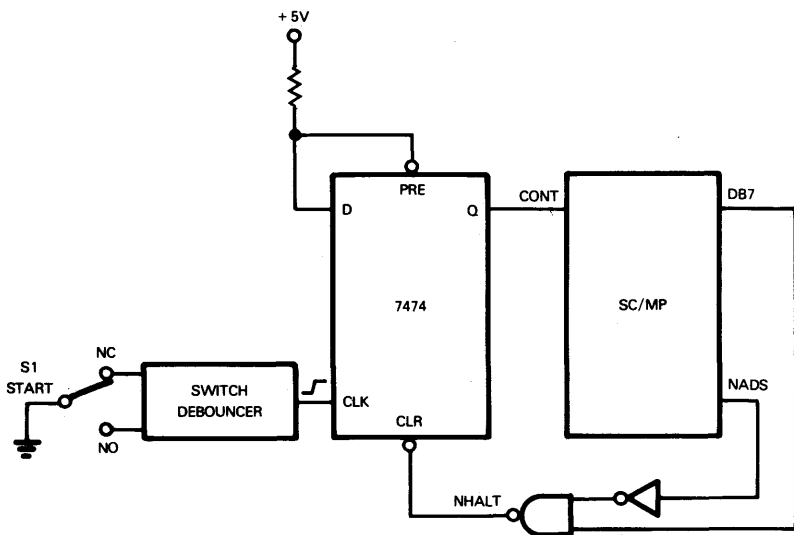 + 5V
PRE
D
Q
CONT
DB7
7474
SC/MP
S1
START
NC
NO
SWITCH
DEBOUNCER
CLK
CLR
NADS
NHALT